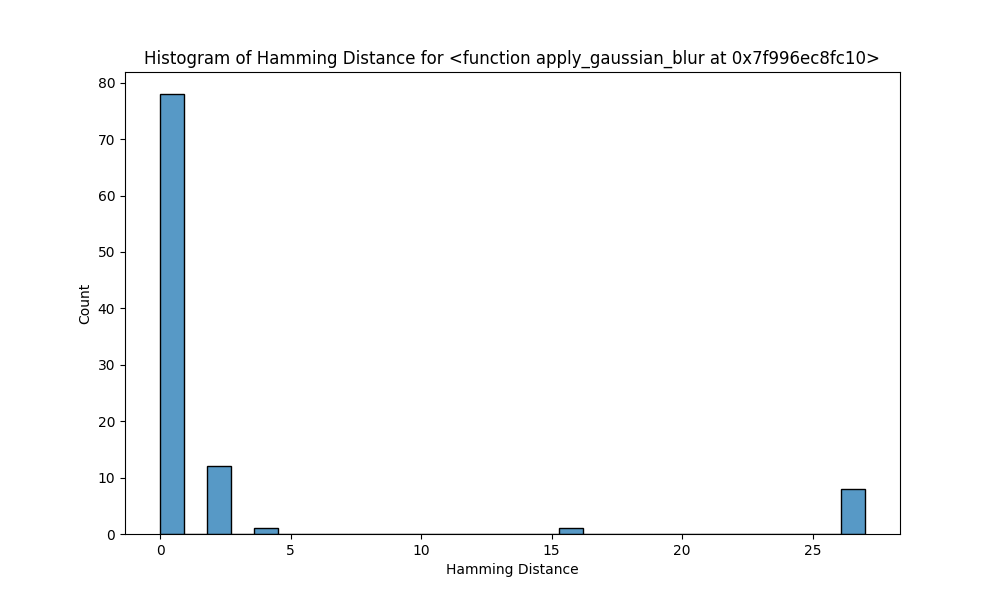 Histogram of Hamming Distance for <function apply_gaussian_blur at 0x7f996ec8fc10>
80
70
60
50
40
30
20
10
0
Count
0 5 10 15 20 25
Hamming Distance